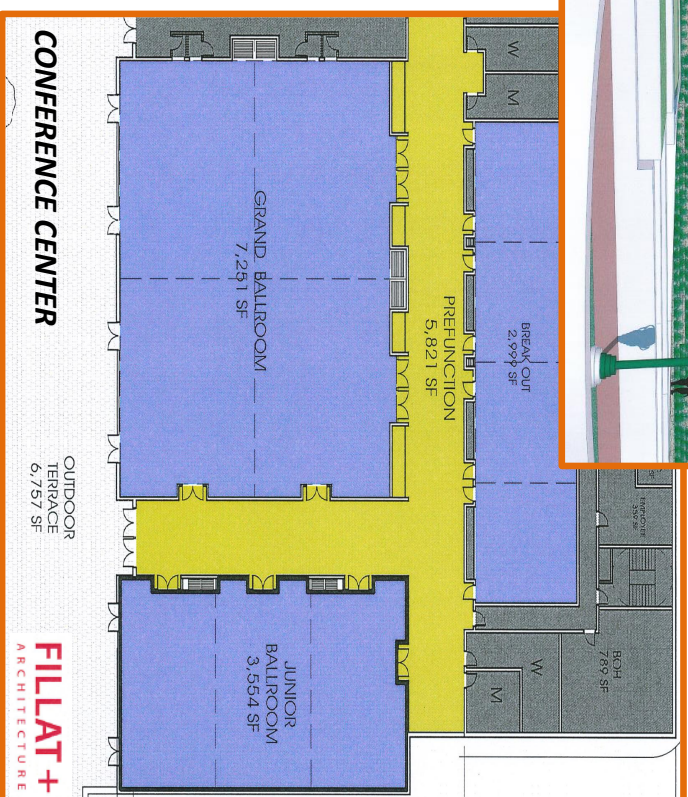 W
M
BREAK OUT
2,999 SF
PREFUNCTION
5,821 SF
GRAND BALLROOM
7,251 SF
CONFERENCE CENTER
EMPLOYEE
BOH
789 SF
W
M
JUNIOR
BALLROOM
3,554 SF
OUTDOOR
TERRACE
6,757 SF
FILLAT +
ARCHITECTURE